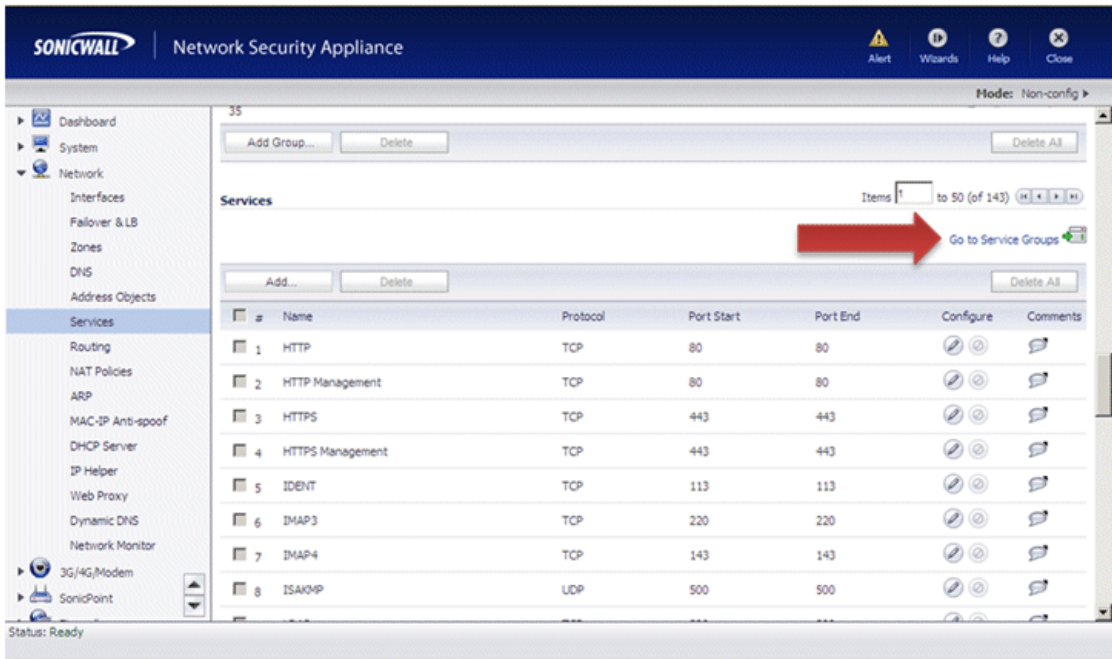 SONICWALL Network Security Appliance
Alert Wizards Help Close
Mode: Non-config
Dashboard
System
Network
Interfaces
Failover & LB
Zones
DNS
Address Objects
Services
Routing
NAT Policies
ARP
MAC-IP Anti-spoof
DHCP Server
IP Helper
Web Proxy
Dynamic DNS
Network Monitor
3G/4G/Modem
SonicPoint
35
Add Group... Delete Delete All
Services
Items 1 to 50 (of 143)
Go to Service Groups
Add... Delete Delete All
# Name Protocol Port Start Port End Configure Comments
1 HTTP TCP 80 80
2 HTTP Management TCP 80 80
3 HTTPS TCP 443 443
4 HTTPS Management TCP 443 443
5 IDENT TCP 113 113
6 IMAP3 TCP 220 220
7 IMAP4 TCP 143 143
8 ISAKMP UDP 500 500
Status: Ready